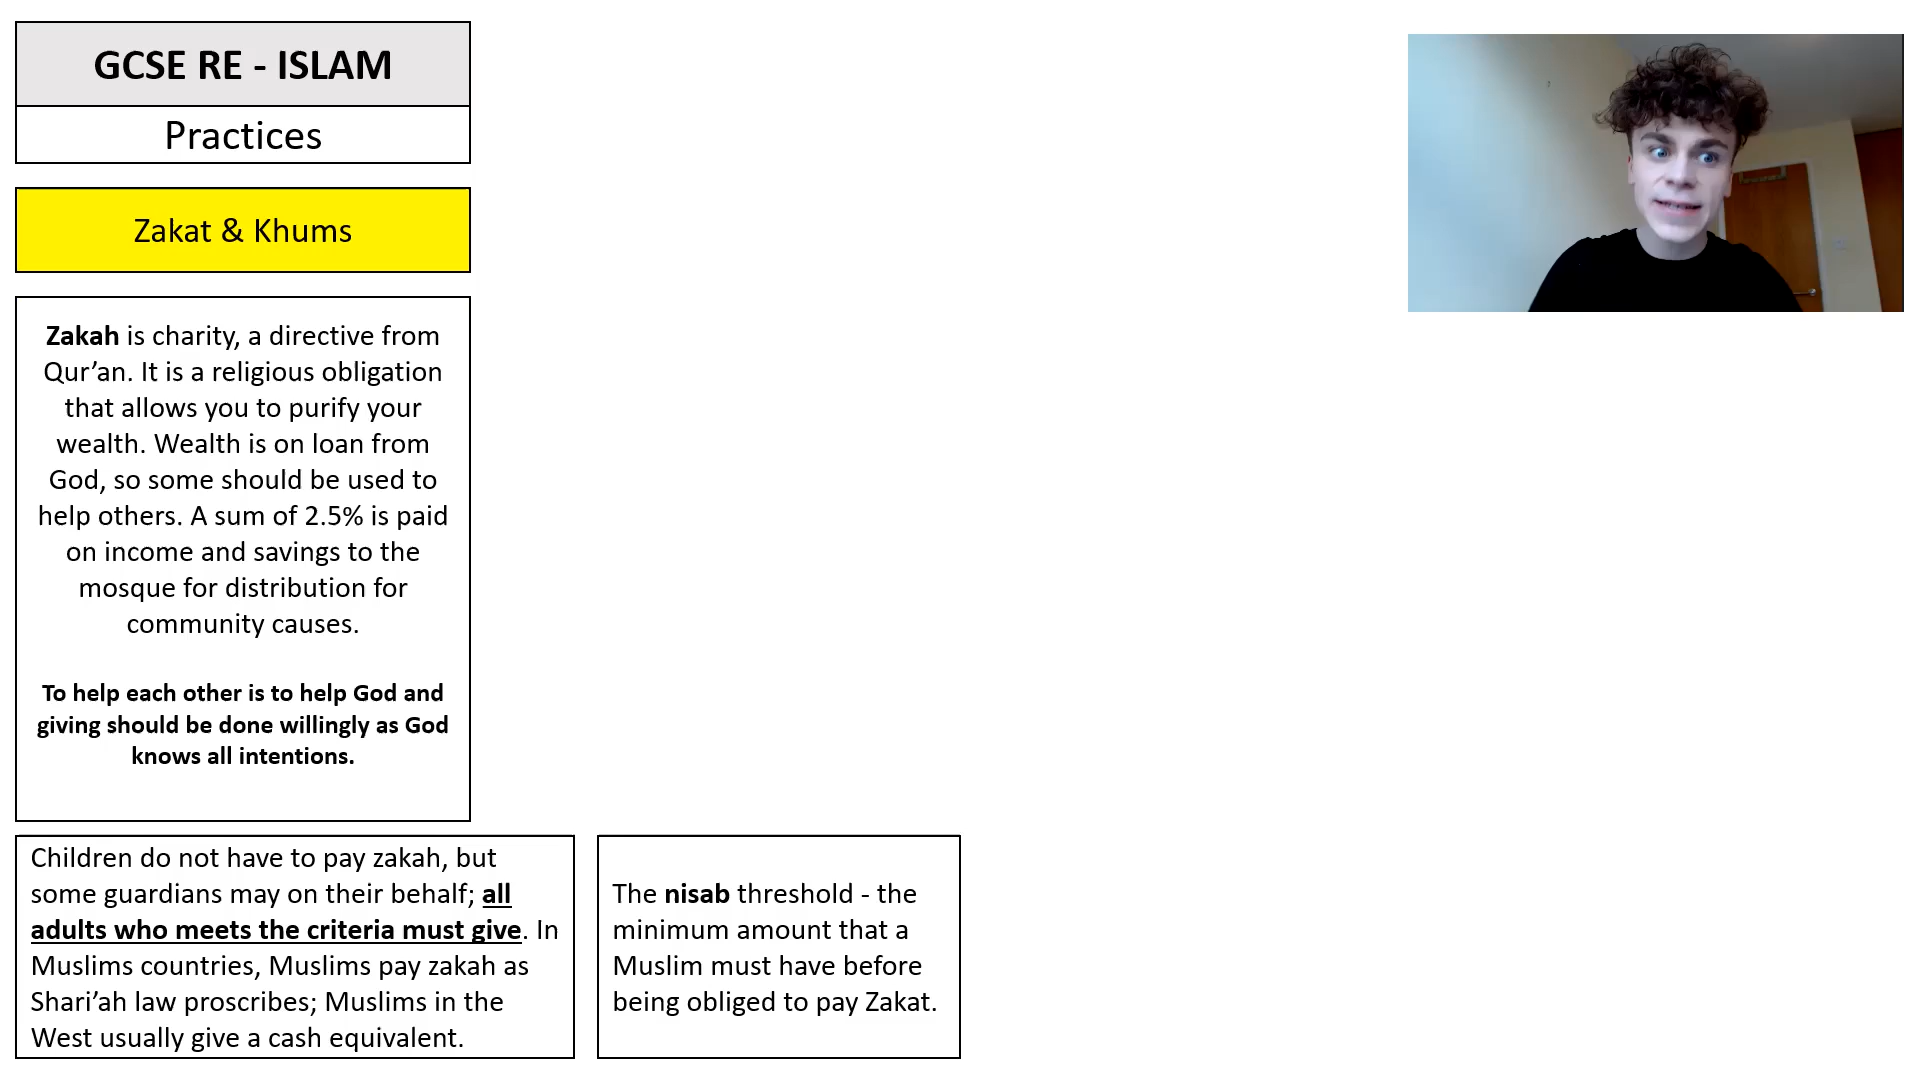 GCSE RE - ISLAM
Practices
Zakat & Khums
Zakah is charity, a directive from
Qur’an. It is a religious obligation
that allows you to purify your
wealth. Wealth is on loan from
God, so some should be used to
help others. A sum of 2.5% is paid
on income and savings to the
mosque for distribution for
community causes.
To help each other is to help God and
giving should be done willingly as God
knows all intentions.
Children do not have to pay zakah, but
some guardians may on their behalf; all
adults who meets the criteria must give. In
Muslims countries, Muslims pay zakah as
Shari’ah law proscribes; Muslims in the
West usually give a cash equivalent.
The nisab threshold - the
minimum amount that a
Muslim must have before
being obliged to pay Zakat.